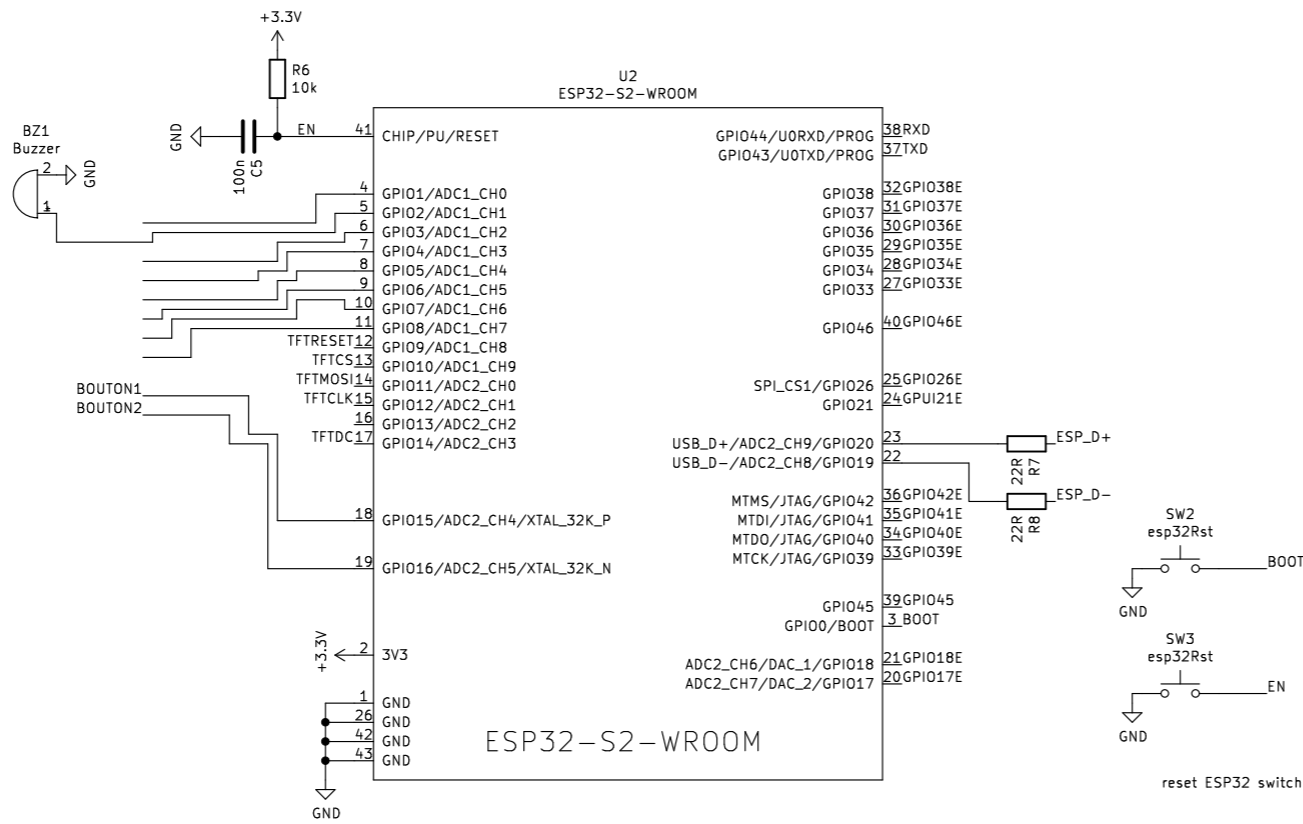 +3.3V
R6
10k
U2
ESP32-S2-WROOM
BZ1
Buzzer
2
1
GND
GND
100n
C5
EN
41 CHIP/PU/RESET
4 GPIO1/ADC1_CH0
5 GPIO2/ADC1_CH1
6 GPIO3/ADC1_CH2
7 GPIO4/ADC1_CH3
8 GPIO5/ADC1_CH4
9 GPIO6/ADC1_CH5
10 GPIO7/ADC1_CH6
11 GPIO8/ADC1_CH7
TFTRESET 12 GPIO9/ADC1_CH8
TFTCS 13 GPIO10/ADC1_CH9
TFTMOSI 14 GPIO11/ADC2_CH0
TFTCLK 15 GPIO12/ADC2_CH1
16 GPIO13/ADC2_CH2
TFTDC 17 GPIO14/ADC2_CH3
BOUTON1
BOUTON2
18 GPIO15/ADC2_CH4/XTAL_32K_P
19 GPIO16/ADC2_CH5/XTAL_32K_N
+3.3V
2 3V3
1 GND
26 GND
42 GND
43 GND
GND
GPIO44/U0RXD/PROG 38 RXD
GPIO43/U0TXD/PROG 37 TXD
GPIO38 32 GPIO38E
GPIO37 31 GPIO37E
GPIO36 30 GPIO36E
GPIO35 29 GPIO35E
GPIO34 28 GPIO34E
GPIO33 27 GPIO33E
GPIO46 40 GPIO46E
SPI_CS1/GPIO26 25 GPIO26E
GPIO21 24 GPUI21E
USB_D+/ADC2_CH9/GPIO20 23
USB_D-/ADC2_CH8/GPIO19 22
22R
R7
ESP_D+
22R
R8
ESP_D-
MTMS/JTAG/GPIO42 36 GPIO42E
MTDI/JTAG/GPIO41 35 GPIO41E
MTDO/JTAG/GPIO40 34 GPIO40E
MTCK/JTAG/GPIO39 33 GPIO39E
GPIO45 39 GPIO45
GPIO0/BOOT 3 BOOT
ADC2_CH6/DAC_1/GPIO18 21 GPIO18E
ADC2_CH7/DAC_2/GPIO17 20 GPIO17E
ESP32-S2-WROOM
SW2
esp32Rst
BOOT
GND
SW3
esp32Rst
EN
GND
reset ESP32 switch